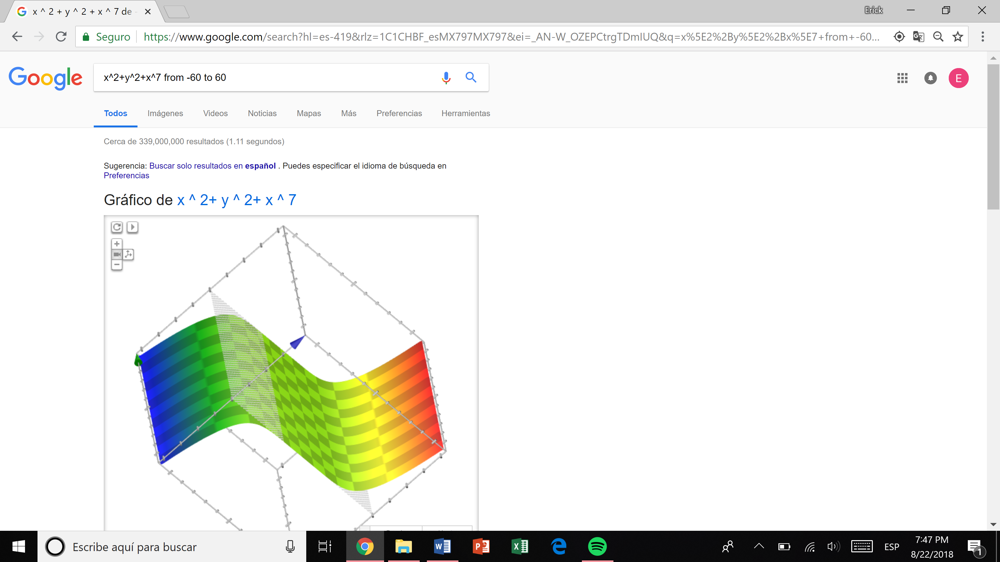 x ^ 2 + y ^ 2 + x ^ 7 de -
Erick
Seguro
https://www.google.com/search?hl=es-419&rlz=1C1CHBF_esMX797MX797&ei=_AN-W_OZEPCtrgTDmIUQ&q=x%5E2%2By%5E2%2Bx%5E7+from+-60...
Google
x^2+y^2+x^7 from -60 to 60
E
Todos Imágenes Videos Noticias Mapas Más Preferencias Herramientas
Cerca de 339,000,000 resultados (1.11 segundos)
Sugerencia: Buscar solo resultados en español . Puedes especificar el idioma de búsqueda en
Preferencias
Gráfico de x ^ 2+ y ^ 2+ x ^ 7
Escribe aquí para buscar
ESP
7:47 PM
8/22/2018
1